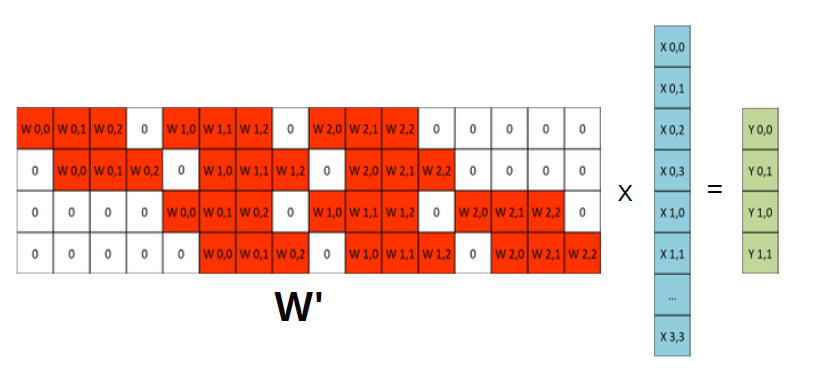 X 0,0
X 0,1
W 0,0 W 0,1 W 0,2 0 W 1,0 W 1,1 W 1,2 0 W 2,0 W 2,1 W 2,2 0 0 0 0 0 X 0,2 Y 0,0
0 W 0,0 W 0,1 W 0,2 0 W 1,0 W 1,1 W 1,2 0 W 2,0 W 2,1 W 2,2 0 0 0 0 X 0,3 Y 0,1
x =
0 0 0 0 W 0,0 W 0,1 W 0,2 0 W 1,0 W 1,1 W 1,2 0 W 2,0 W 2,1 W 2,2 0 X 1,0 Y 1,0
0 0 0 0 0 W 0,0 W 0,1 W 0,2 0 W 1,0 W 1,1 W 1,2 0 W 2,0 W 2,1 W 2,2 X 1,1 Y 1,1
...
W'
X 3,3